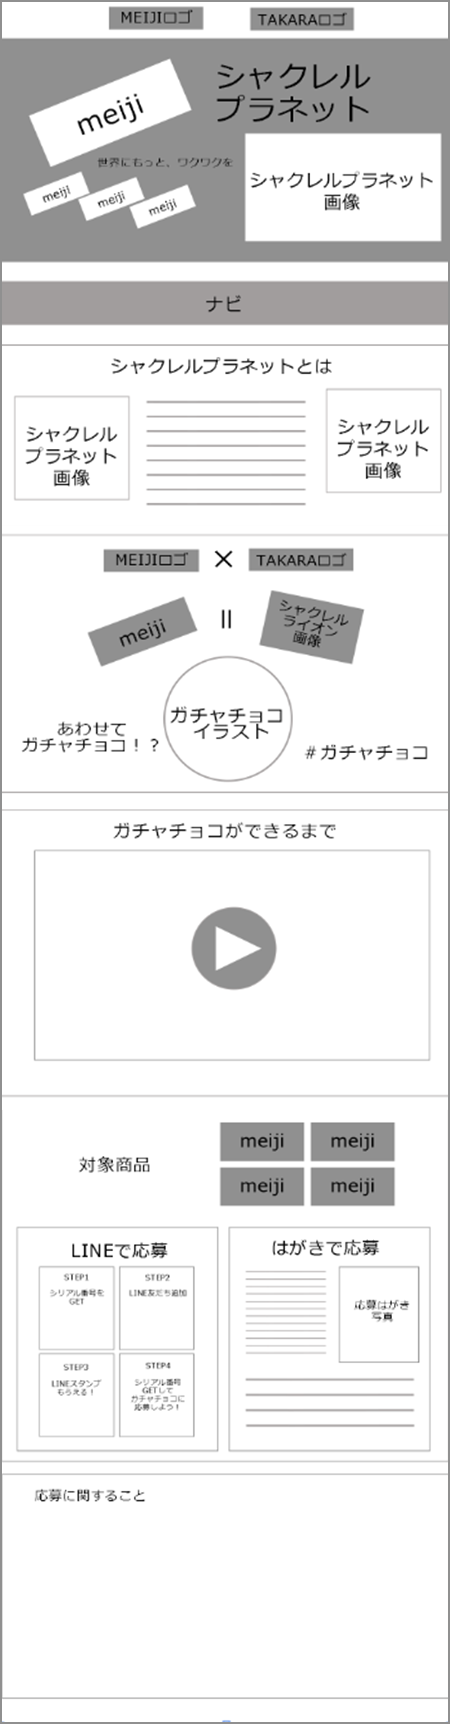 MEIJIロゴ
TAKARAロゴ
シャクレル
プラネット
meiji
世界にもっと、ワクワクを
meiji
meiji
meiji
シャクレルプラネット
画像
ナビ
シャクレルプラネットとは
シャクレル
プラネット
画像
シャクレル
プラネット
画像
MEIJIロゴ
×
TAKARAロゴ
meiji
=
シャクレル
ライオン
画像
ガチャチョコ
イラスト
あわせて
ガチャチョコ！？
#ガチャチョコ
ガチャチョコができるまで
対象商品
meiji
meiji
meiji
meiji
LINEで応募
STEP1
シリアル番号を
GET
STEP2
LINE友だち追加
STEP3
LINEスタンプ
もらえる！
STEP4
シリアル番号
GETして
ガチャチョコに
応募しよう！
はがきで応募
応募はがき
写真
応募に関すること